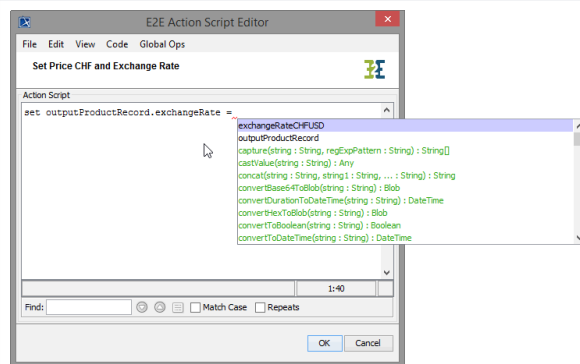 E2E Action Script Editor
File Edit View Code Global Ops
Set Price CHF and Exchange Rate
Action Script
set outputProductRecord.exchangeRate =
exchangeRateCHFUSD
outputProductRecord
capture(string : String, regExpPattern : String) : String[]
castValue(string : String) : Any
concat(string : String, string1 : String, ... : String) : String
convertBase64ToBlob(string : String) : Blob
convertDurationToDateTime(string : String) : DateTime
convertHexToBlob(string : String) : Blob
convertToBoolean(string : String) : Boolean
convertToDateTime(string : String) : DateTime
1:40
Find: Match Case Repeats
OK Cancel